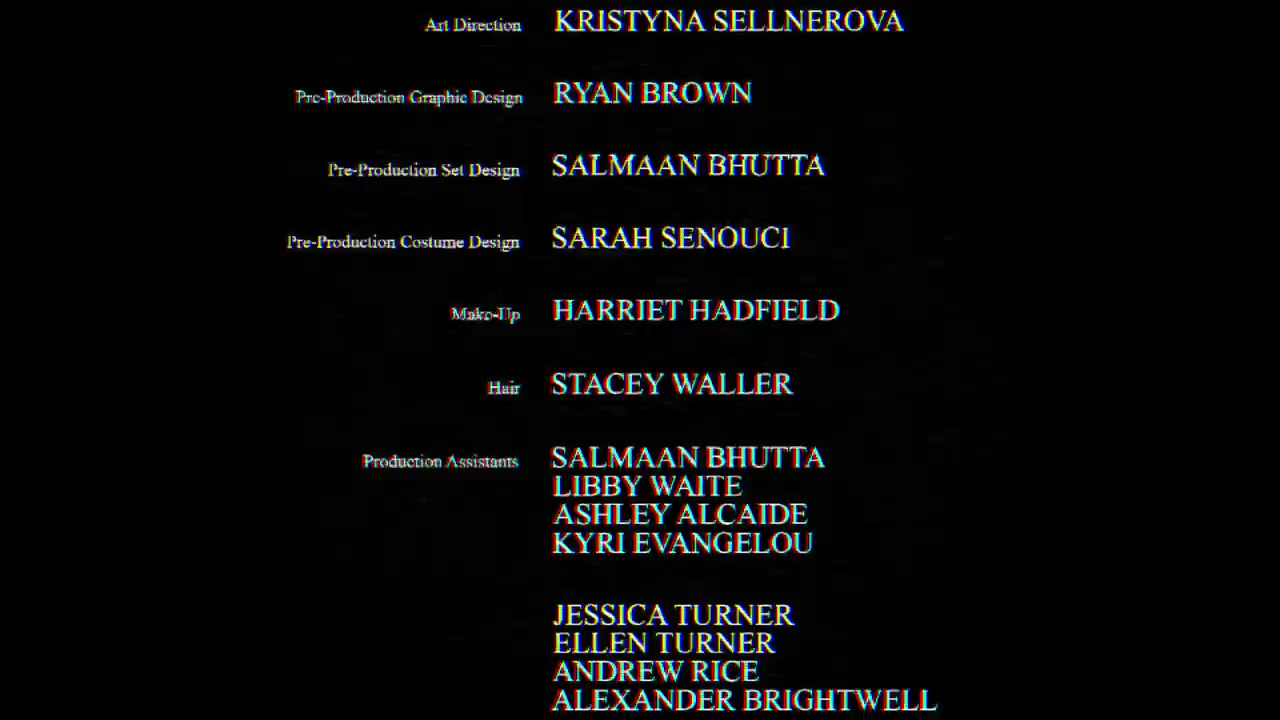 Art Direction KRISTYNA SELLNEROVA
Pre-Production Graphic Design RYAN BROWN
Pre-Production Set Design SALMAAN BHUTTA
Pre-Production Costume Design SARAH SENOUCI
Make-Up HARRIET HADFIELD
Hair STACEY WALLER
Production Assistants SALMAAN BHUTTA
LIBBY WAITE
ASHLEY ALCAIDE
KYRI EVANGELOU
JESSICA TURNER
ELLEN TURNER
ANDREW RICE
ALEXANDER BRIGHTWELL